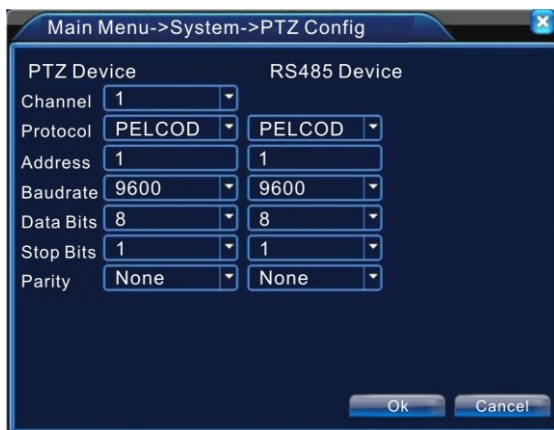 Main Menu->System->PTZ Config
PTZ Device RS485 Device
Channel 1
Protocol PELCOD PELCOD
Address 1 1
Baudrate 9600 9600
Data Bits 8 8
Stop Bits 1 1
Parity None None
Ok Cancel